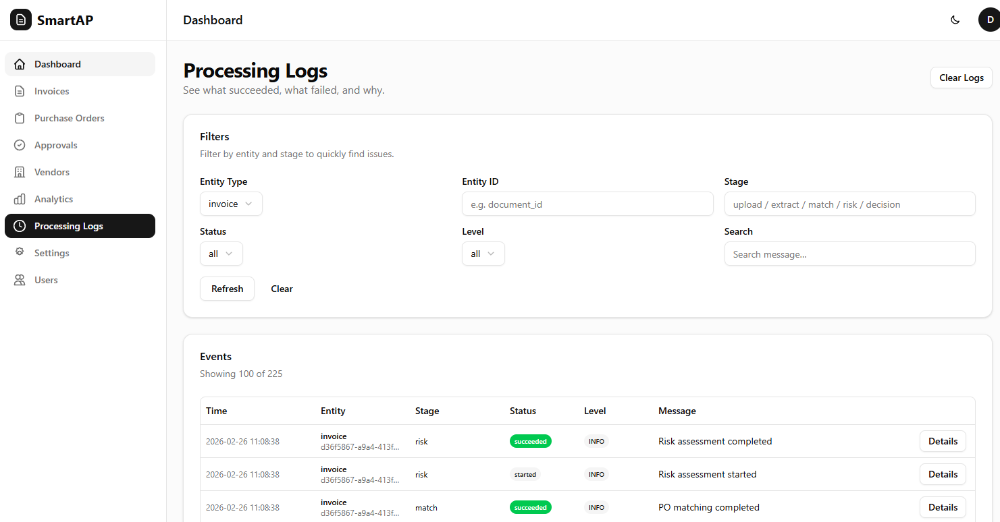 SmartAP
Dashboard
D
Dashboard
Invoices
Purchase Orders
Approvals
Vendors
Analytics
Processing Logs
Settings
Users
Processing Logs
See what succeeded, what failed, and why.
Clear Logs
Filters
Filter by entity and stage to quickly find issues.
Entity Type
Entity ID
Stage
invoice
e.g. document_id
upload / extract / match / risk / decision
Status
Level
Search
all
all
Search message...
Refresh
Clear
Events
Showing 100 of 225
Time Entity Stage Status Level Message
2026-02-26 11:08:38 invoice risk succeeded INFO Risk assessment completed Details
d36f5867-a9a4-413f...
2026-02-26 11:08:38 invoice risk started INFO Risk assessment started Details
d36f5867-a9a4-413f...
2026-02-26 11:08:38 invoice match succeeded INFO PO matching completed Details
d36f5867-a9a4-413f...